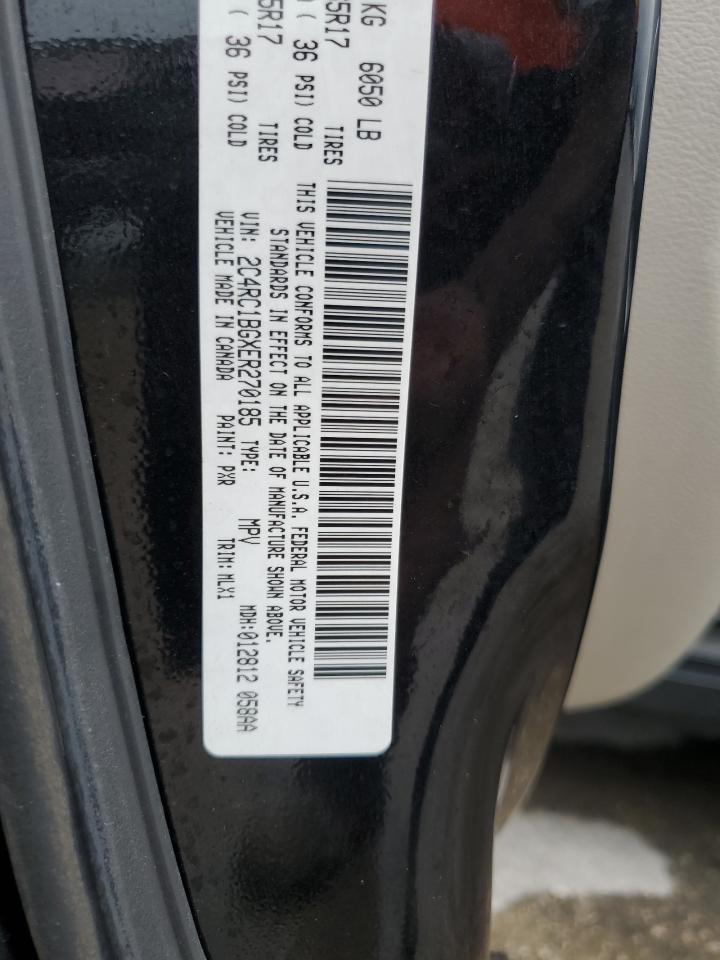 KG 6050 LB
5R17 TIRES
( 36 PSI) COLD
5R17 TIRES
( 36 PSI) COLD
THIS VEHICLE CONFORMS TO ALL APPLICABLE U.S.A. FEDERAL MOTOR VEHICLE SAFETY
STANDARDS IN EFFECT ON THE DATE OF MANUFACTURE SHOWN ABOVE.
VIN: 2C4RC1BGXER270185 TYPE: MPV MDH:012812 058AA
VEHICLE MADE IN CANADA PAINT: PXR TRIM: MLX1